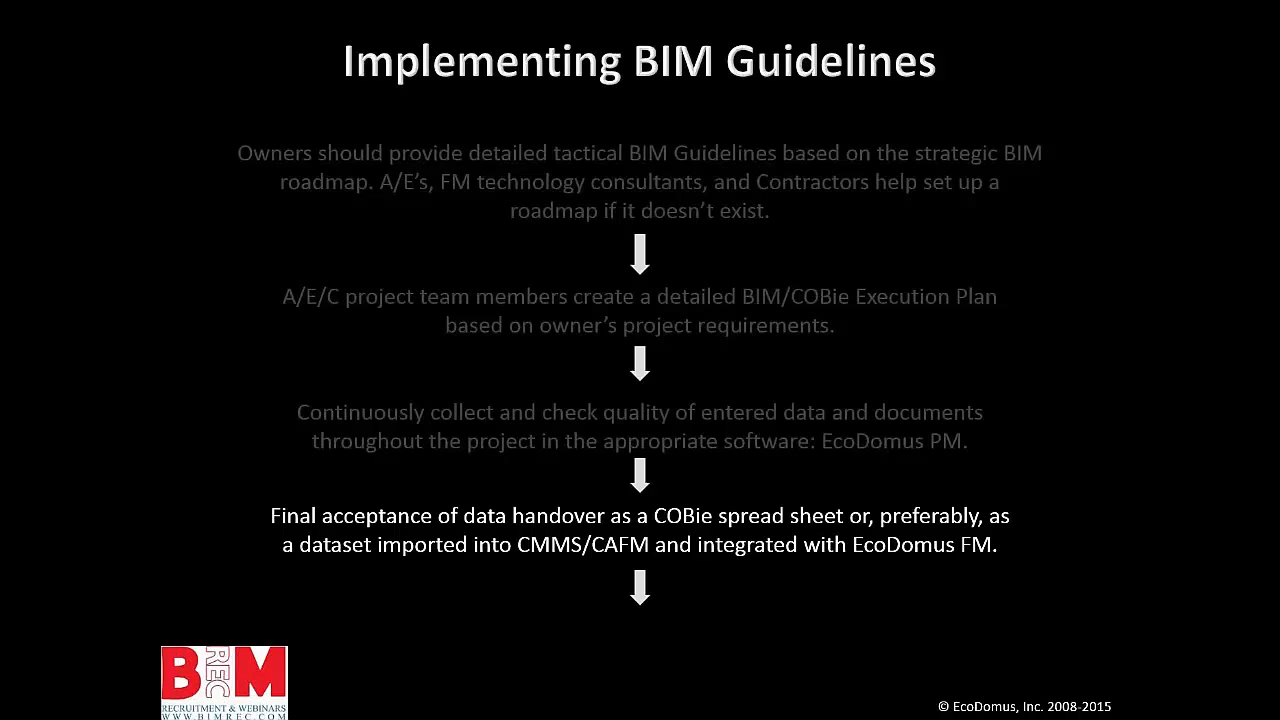 Implementing BIM Guidelines
Owners should provide detailed tactical BIM Guidelines based on the strategic BIM
roadmap. A/E’s, FM technology consultants, and Contractors help set up a
roadmap if it doesn’t exist.
A/E/C project team members create a detailed BIM/COBie Execution Plan
based on owner’s project requirements.
Continuously collect and check quality of entered data and documents
throughout the project in the appropriate software: EcoDomus PM.
Final acceptance of data handover as a COBie spread sheet or, preferably, as
a dataset imported into CMMS/CAFM and integrated with EcoDomus FM.
BIM
REC
RECRUITMENT & WEBINARS
WWW.BIMREC.COM
© EcoDomus, Inc. 2008-2015